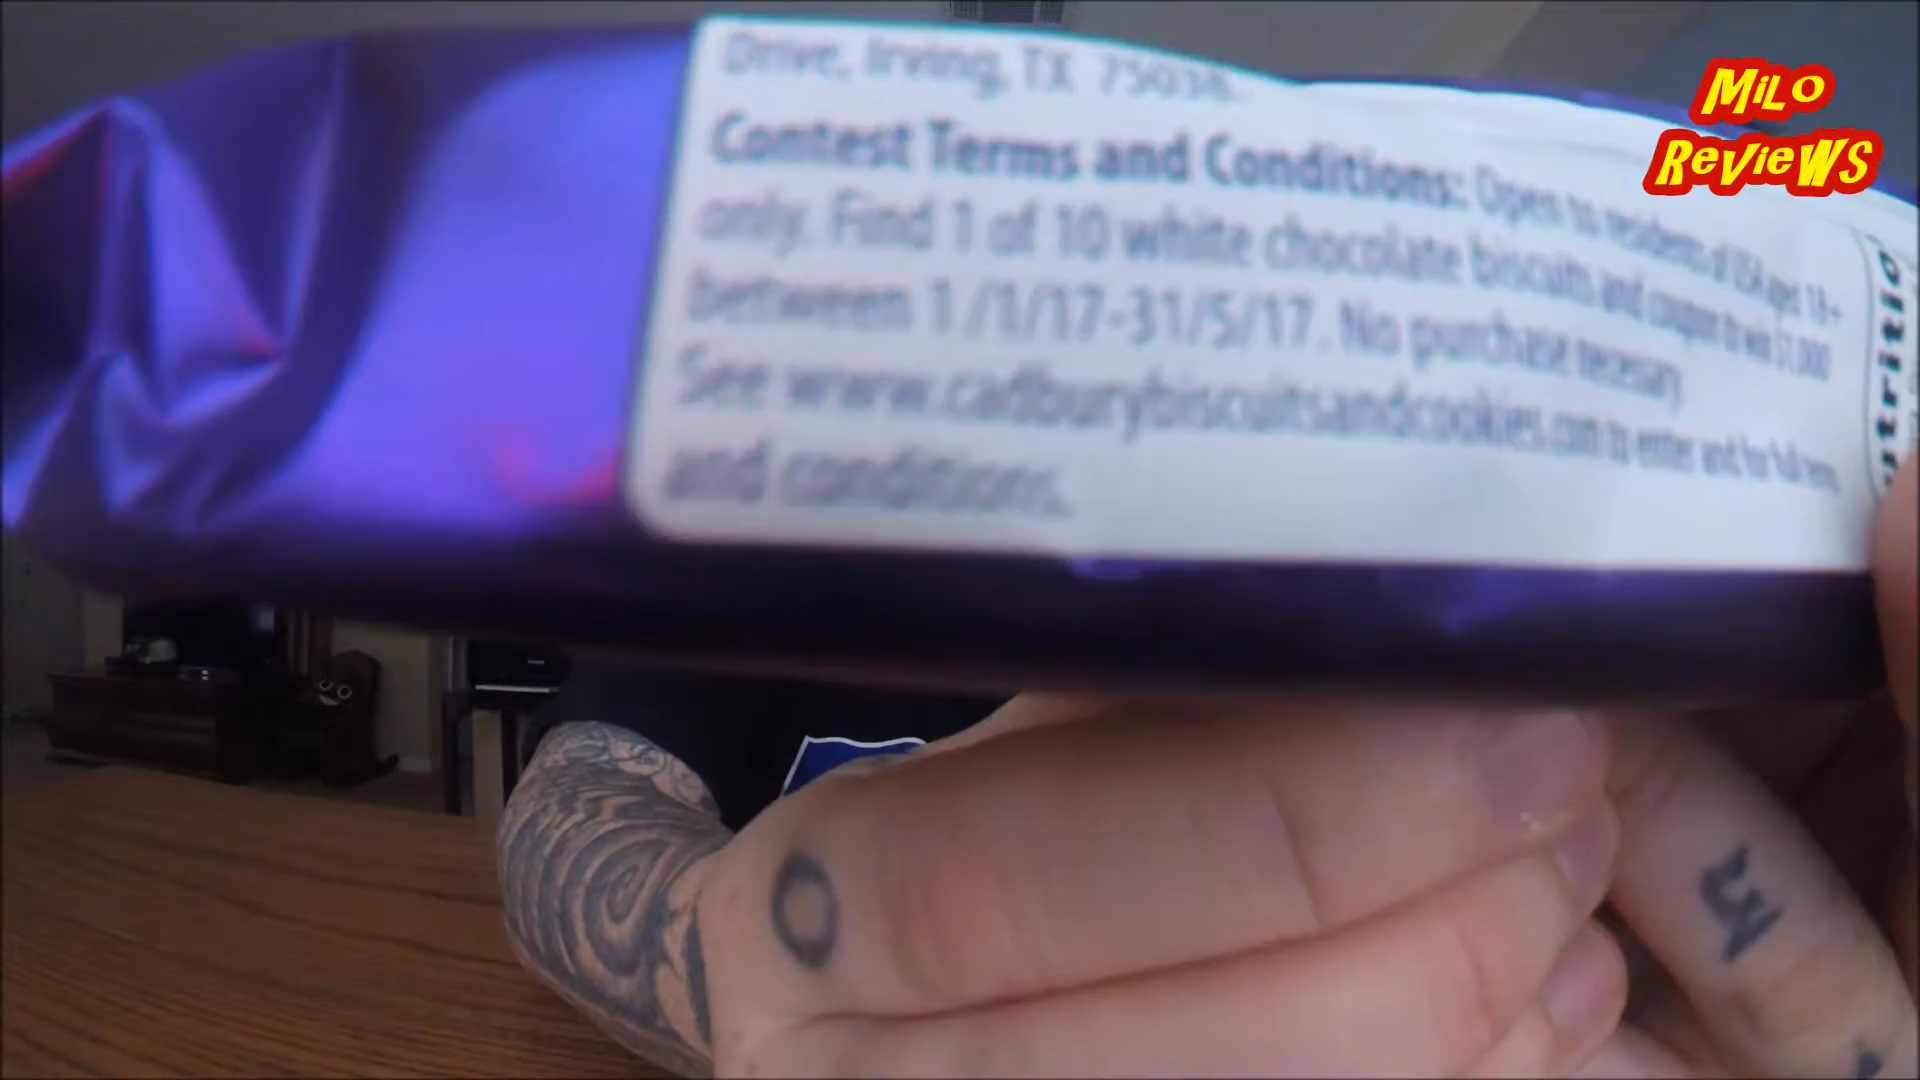 MiLO
ReVieWS
Drive, Irving, TX 75038.
Contest Terms and Conditions: Open to residents of USA ages 18+
only. Find 1 of 10 white chocolate biscuits and coupon to win $1,000
between 1/1/17-31/5/17. No purchase necessary.
See www.cadburybiscuitsandcookies.com to enter and for full terms
and conditions.
utritio